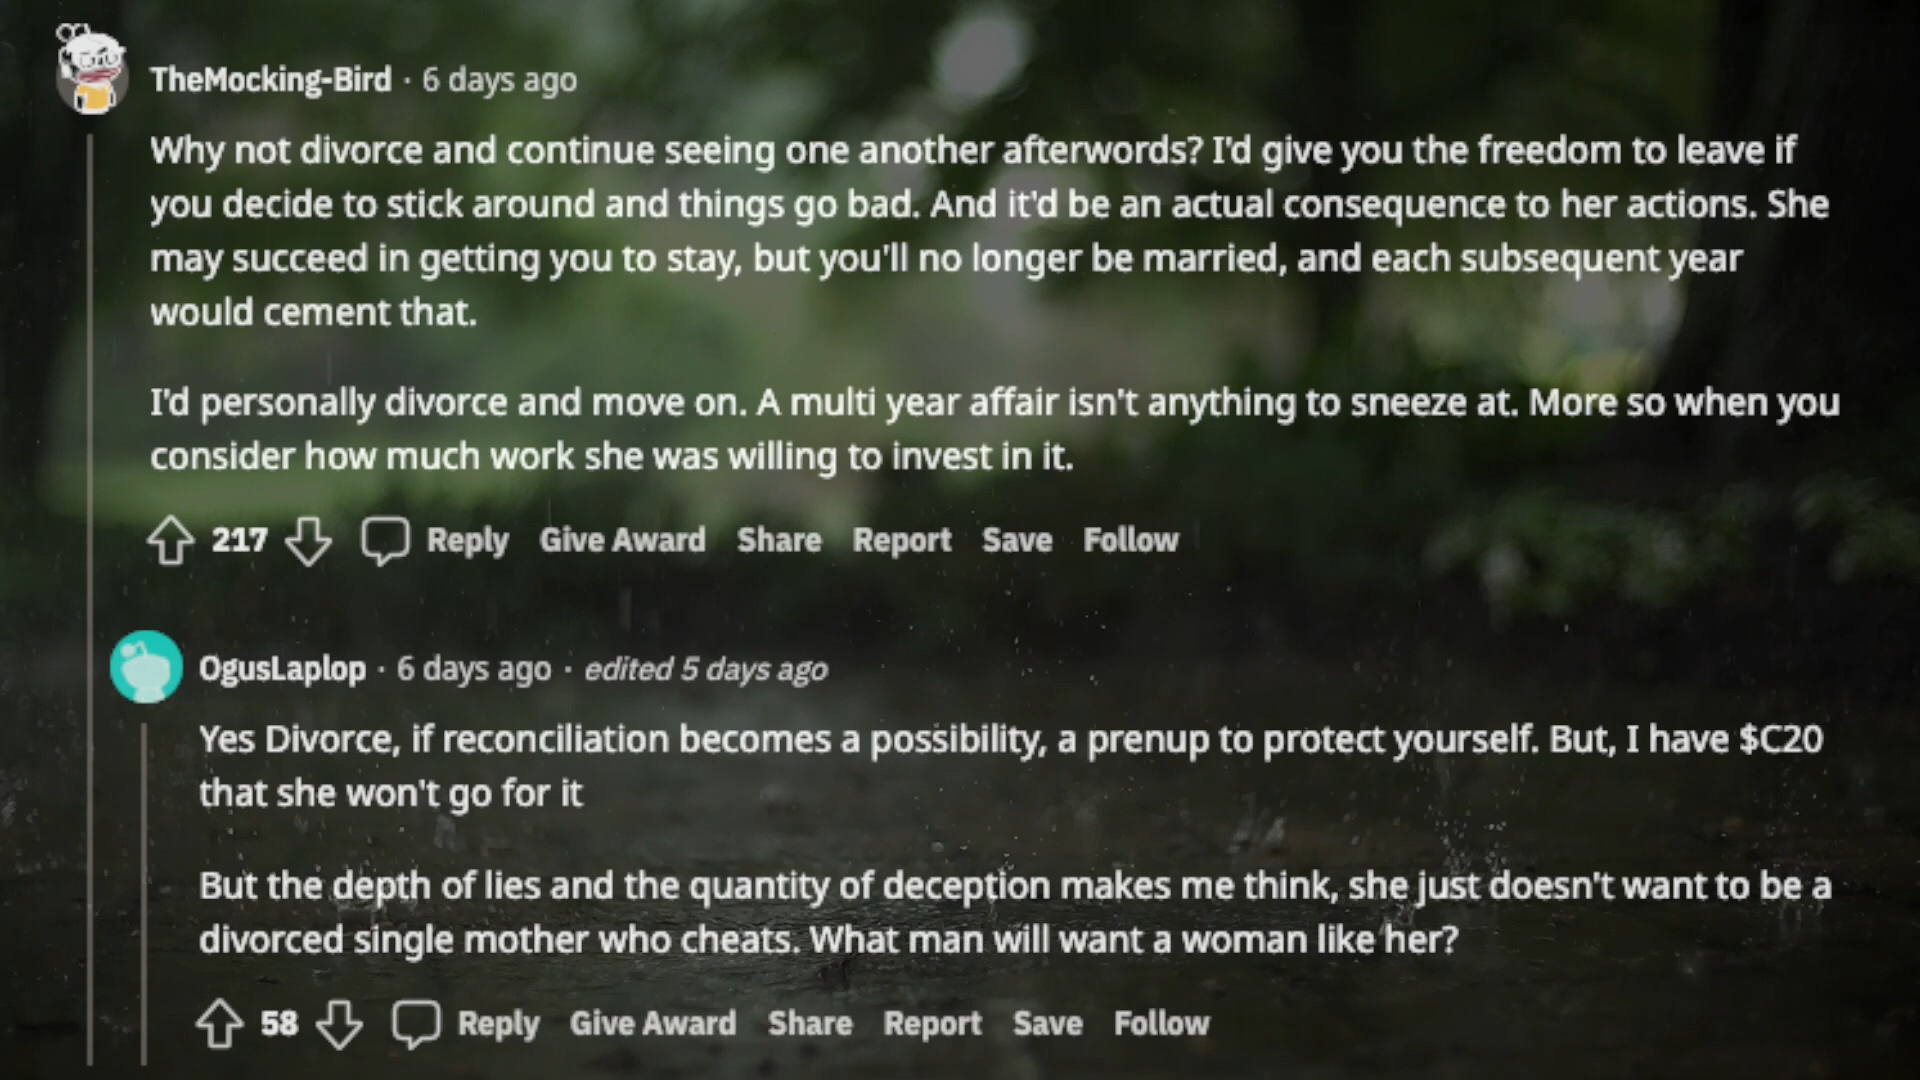 TheMocking-Bird · 6 days ago
Why not divorce and continue seeing one another afterwords? I'd give you the freedom to leave if
you decide to stick around and things go bad. And it'd be an actual consequence to her actions. She
may succeed in getting you to stay, but you'll no longer be married, and each subsequent year
would cement that.
I'd personally divorce and move on. A multi year affair isn't anything to sneeze at. More so when you
consider how much work she was willing to invest in it.
217 Reply Give Award Share Report Save Follow
OgusLaplop · 6 days ago · edited 5 days ago
Yes Divorce, if reconciliation becomes a possibility, a prenup to protect yourself. But, I have $C20
that she won't go for it
But the depth of lies and the quantity of deception makes me think, she just doesn't want to be a
divorced single mother who cheats. What man will want a woman like her?
58 Reply Give Award Share Report Save Follow